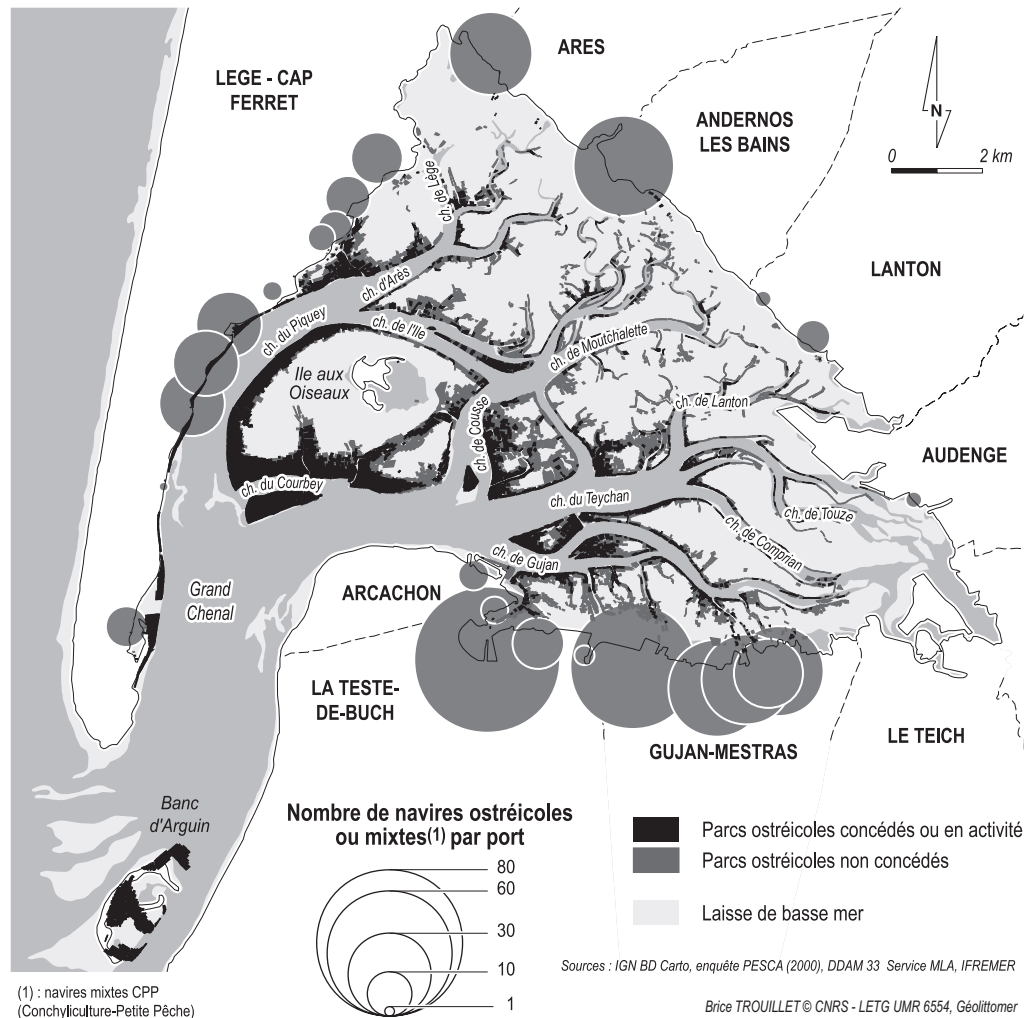 ARES
LEGE - CAP
FERRET
ANDERNOS
LES BAINS
N
0
2 km
ch. de Lège
LANTON
ch. d'Arès
ch. du Piquey
ch. de l'Ile
ch. de Moutchalette
Ile aux
Oiseaux
ch. de Lanton
ch. de Cousse
AUDENGE
ch. du Courbey
ch. du Teychan
ch. de Touze
ch. de Comprian
ch. de Gujan
Grand
Chenal
ARCACHON
LA TESTE-
DE-BUCH
GUJAN-MESTRAS
LE TEICH
Banc
d'Arguin
Nombre de navires ostréicoles
ou mixtes(1) par port
80
60
30
10
1
Parcs ostréicoles concédés ou en activité
Parcs ostréicoles non concédés
Laisse de basse mer
Sources : IGN BD Carto, enquête PESCA (2000), DDAM 33 Service MLA, IFREMER
(1) : navires mixtes CPP
(Conchyliculture-Petite Pêche)
Brice TROUILLET © CNRS - LETG UMR 6554, Géolittomer